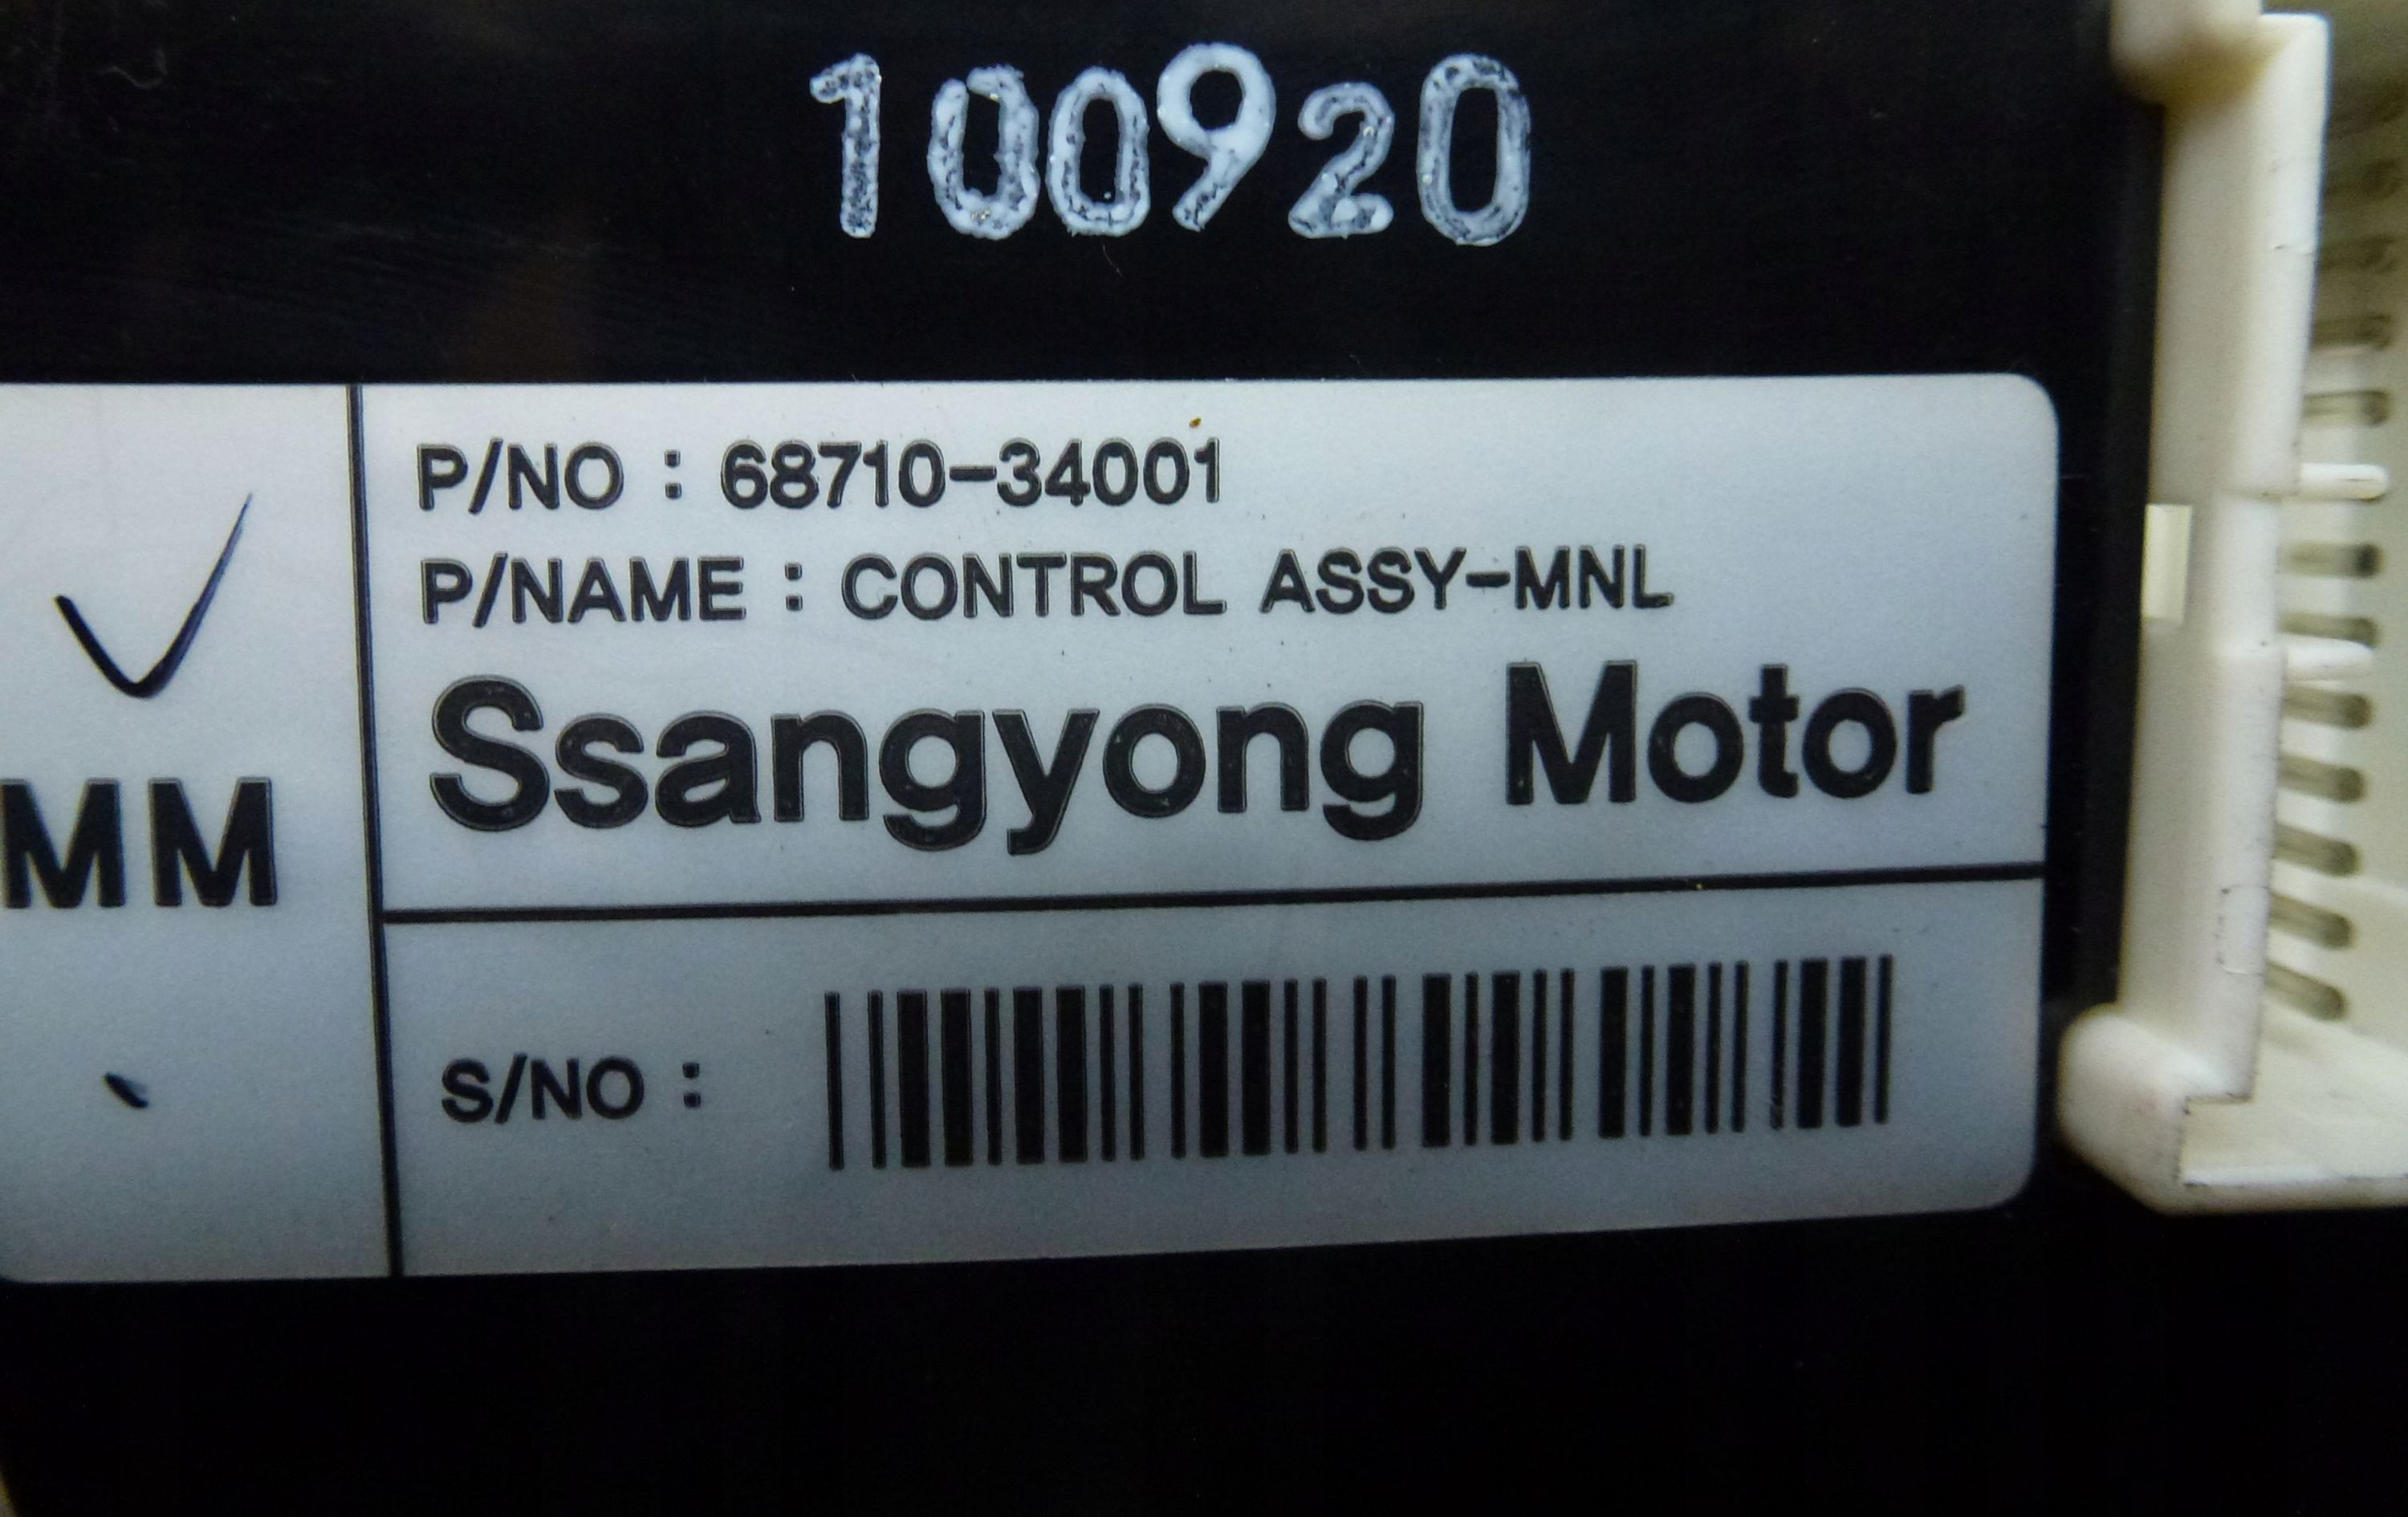 100920
P/NO : 68710-34001
P/NAME : CONTROL ASSY-MNL
Ssangyong Motor
MM
S/NO :